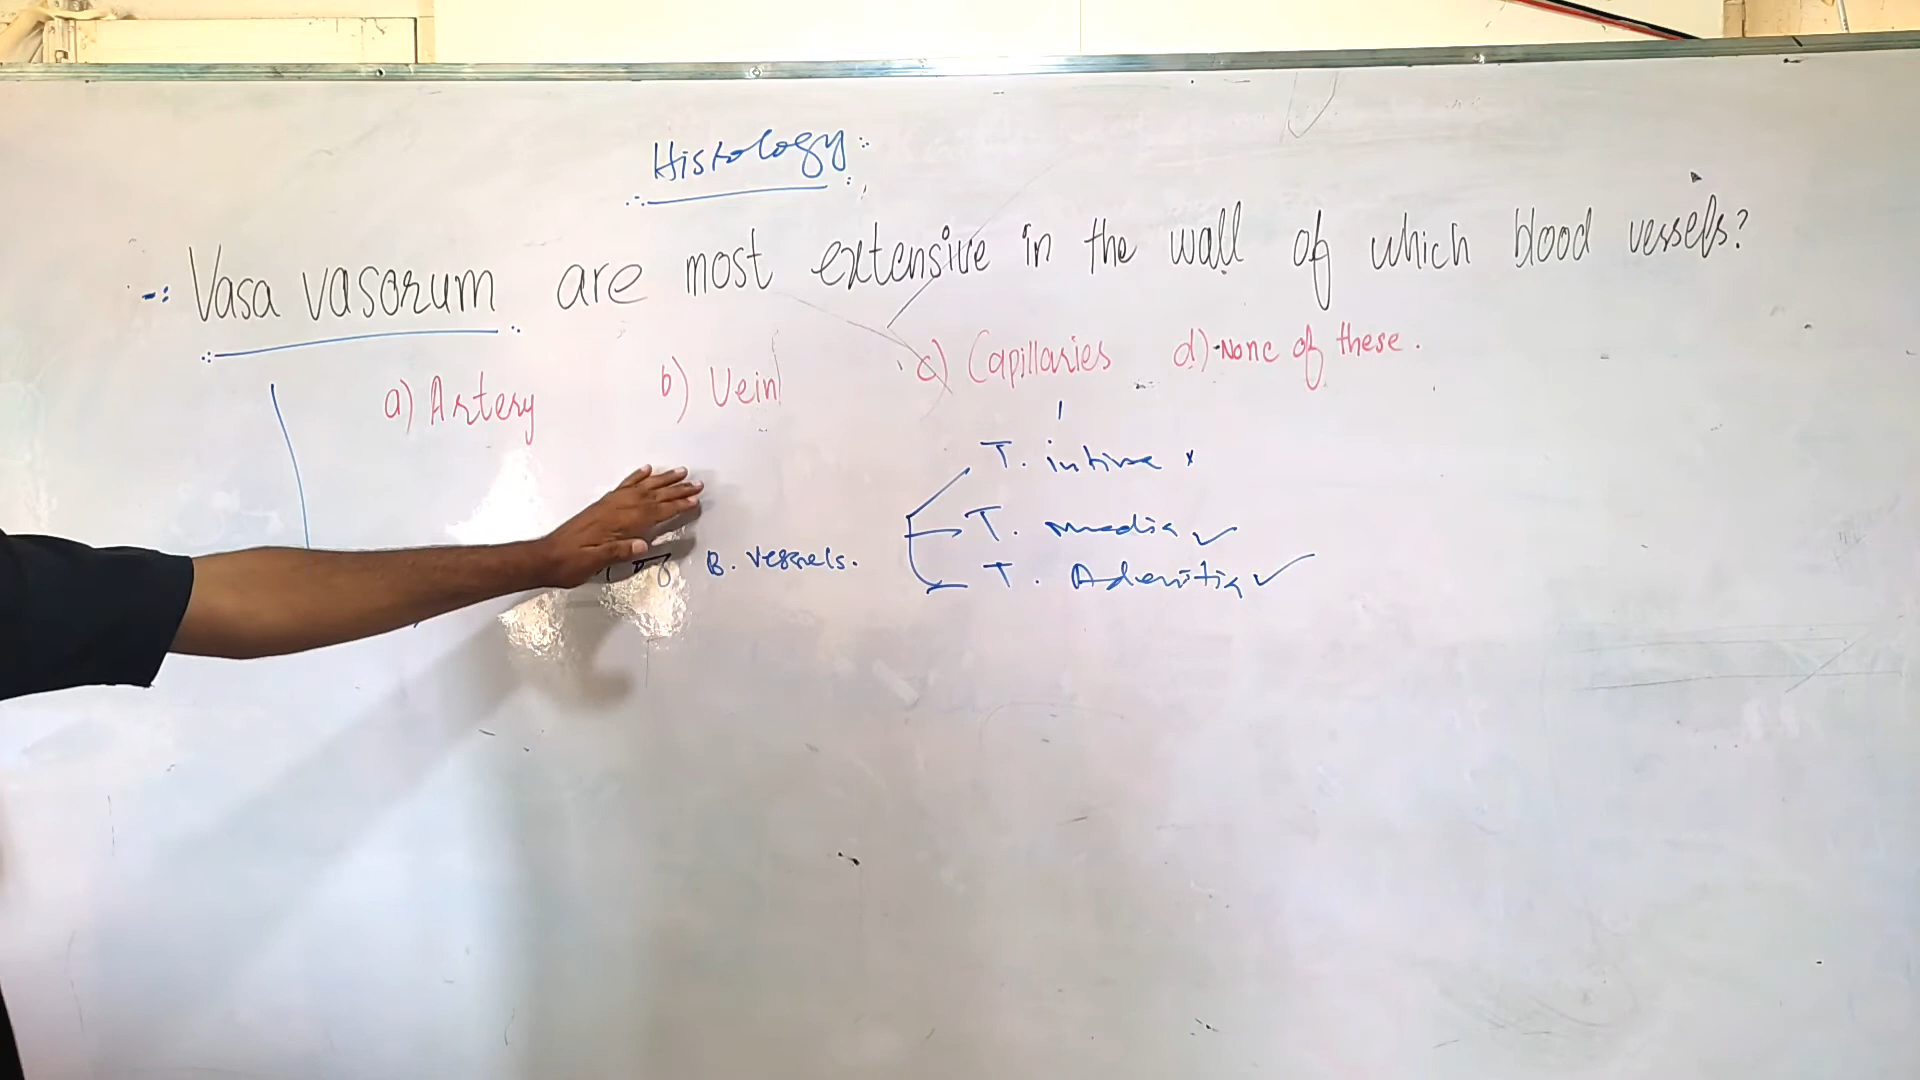 Histology:
-: Vasa vasorum are most extensive in the wall of which blood vessels?
a) Artery b) Vein c) Capillaries d) None of these.
T. intima x
T. media ✓
B. vessels.
T. Adventitia ✓